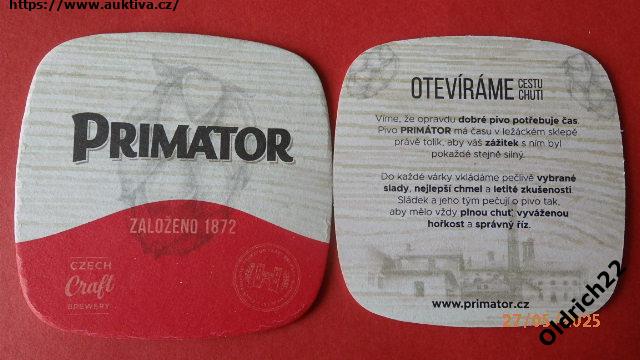 https://www.auktiva.cz/
PRIMÁTOR
ZALOŽENO 1872
CZECH
Craft
BREWERY
OTEVÍRÁME CESTU CHUTI
Víme, že opravdu dobré pivo potřebuje čas.
Pivo PRIMÁTOR má času v ležáckém sklepě
právě tolik, aby váš zážitek s ním byl
pokaždé stejně silný.
Do každé várky vkládáme pečlivě vybrané
slady, nejlepší chmel a letité zkušenosti.
Sládek a jeho tým pečují o pivo tak,
aby mělo vždy plnou chuť, vyváženou
hořkost a správný říz.
www.primator.cz
27/05/2025
Oldrich22